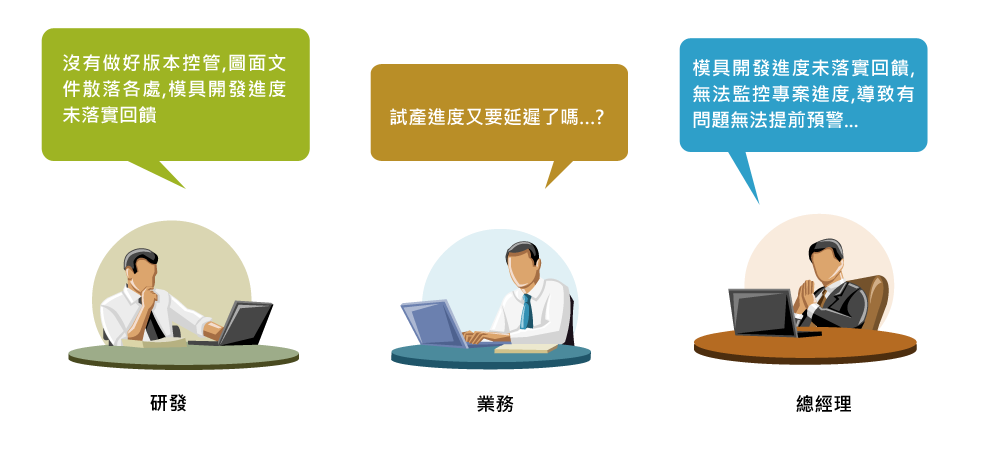 沒有做好版本控管,圖面文
件散落各處,模具開發進度
未落實回饋
試產進度又要延遲了嗎...?
模具開發進度未落實回饋,
無法監控專案進度,導致有
問題無法提前預警...
研發
業務
總經理